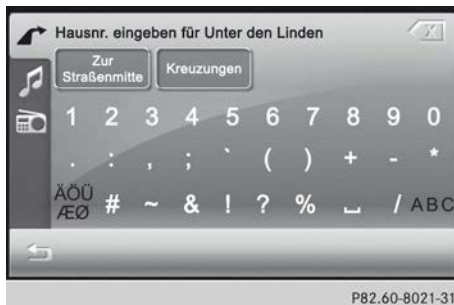 Hausnr. eingeben für Unter den Linden
Zur
Straßenmitte
Kreuzungen
1 2 3 4 5 6 7 8 9 0
. : , ; ` ( ) + - *
ÄÖÜ
ÆØ # ~ & ! ? % ⎵ / ABC
P82.60-8021-31